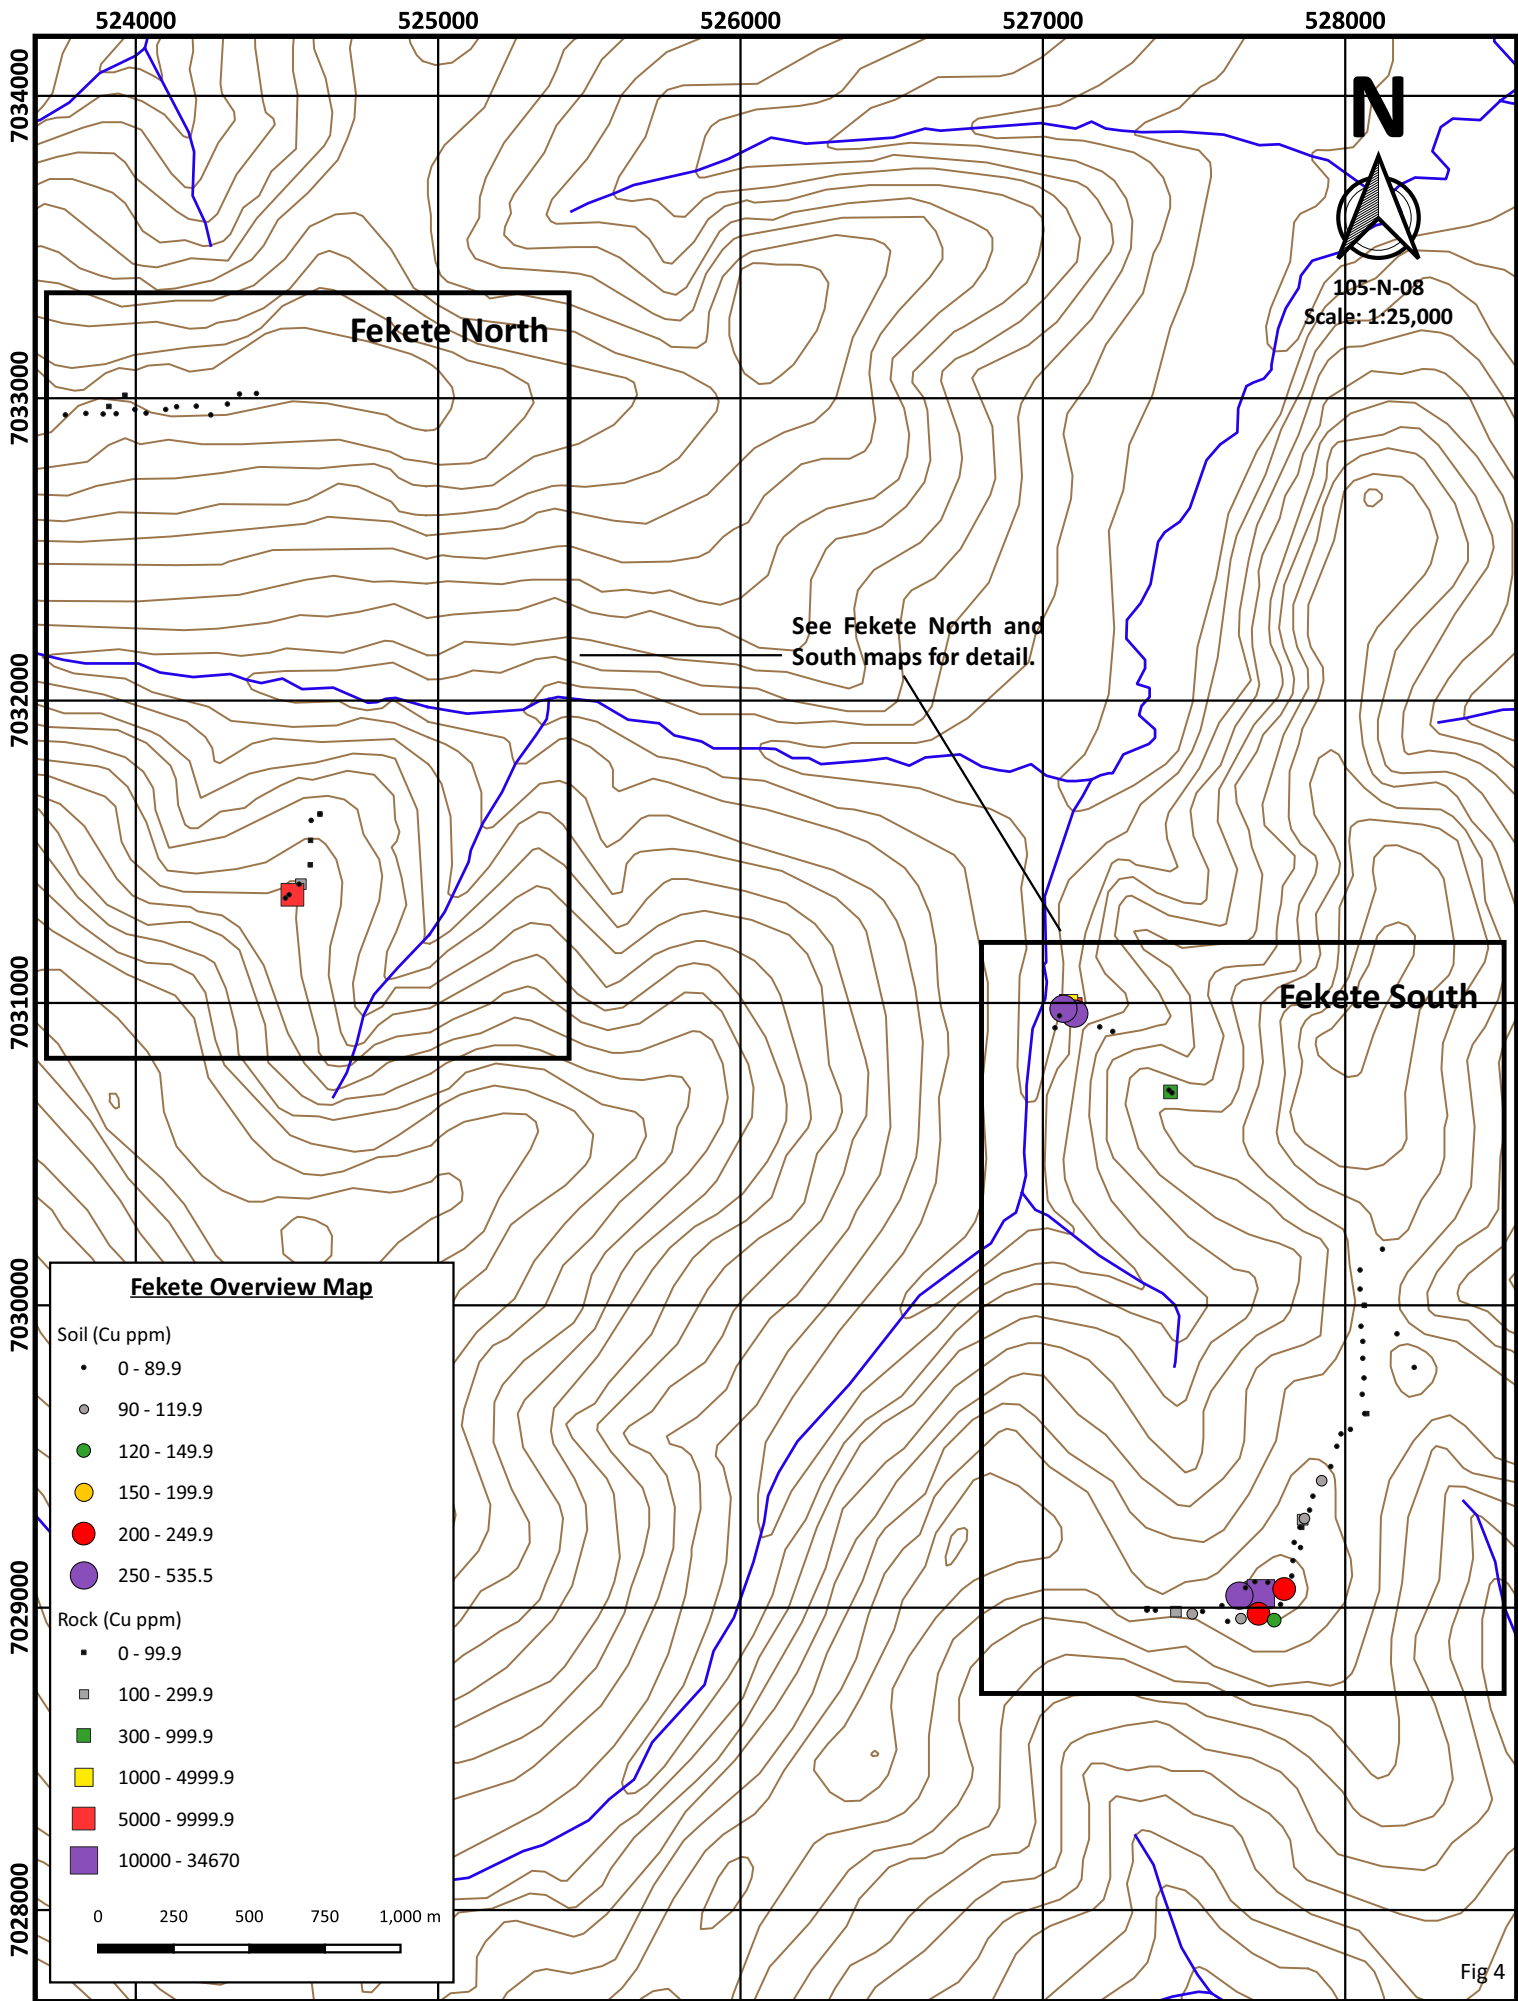 524000 525000 526000 527000 528000
7034000
N
105-N-08
Scale: 1:25,000
Fekete North
7033000
See Fekete North and
South maps for detail.
7032000
Fekete South
7031000
7030000
Fekete Overview Map
Soil (Cu ppm)
0 - 89.9
90 - 119.9
120 - 149.9
150 - 199.9
200 - 249.9
250 - 535.5
Rock (Cu ppm)
0 - 99.9
100 - 299.9
300 - 999.9
1000 - 4999.9
5000 - 9999.9
10000 - 34670
0 250 500 750 1,000 m
7029000
7028000
Fig 4